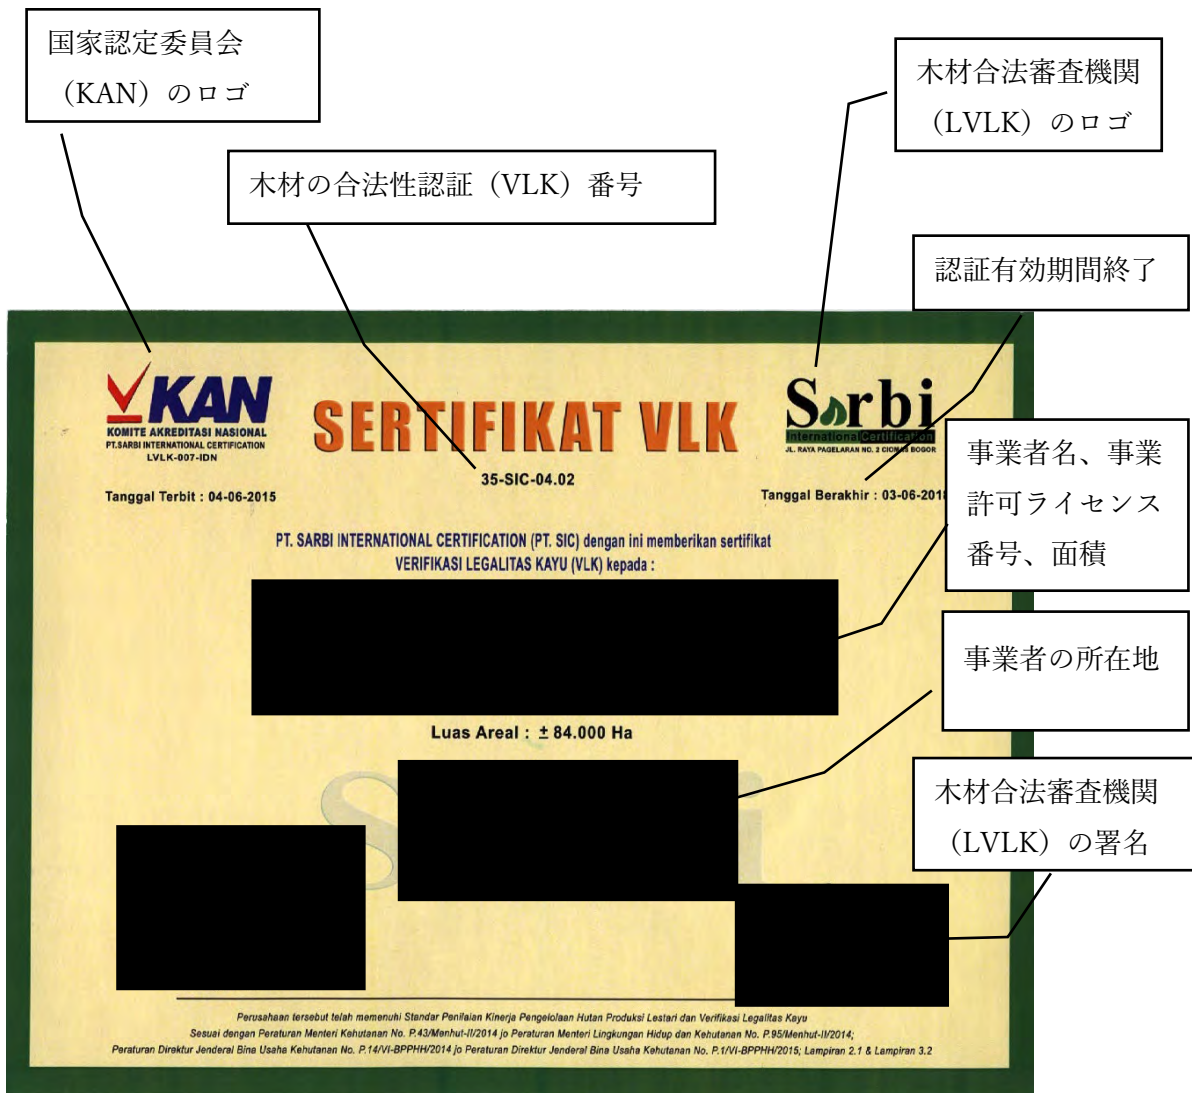 国家認定委員会
（KAN）のロゴ
木材合法審査機関
（LVLK）のロゴ
木材の合法性認証（VLK）番号
認証有効期間終了
KAN
KOMITE AKREDITASI NASIONAL
PT.SARBI INTERNATIONAL CERTIFICATION
LVLK-007-IDN
Tanggal Terbit : 04-06-2015
SERTIFIKAT VLK
35-SIC-04.02
Sarbi
International Certification
JL. RAYA PAGELARAN NO. 2 CIOMAS BOGOR
Tanggal Berakhir : 03-06-2018
事業者名、事業
許可ライセンス
番号、面積
PT. SARBI INTERNATIONAL CERTIFICATION (PT. SIC) dengan ini memberikan sertifikat
VERIFIKASI LEGALITAS KAYU (VLK) kepada :
事業者の所在地
Luas Areal : ± 84.000 Ha
木材合法審査機関
（LVLK）の署名
Perusahaan tersebut telah memenuhi Standar Penilaian Kinerja Pengelolaan Hutan Produksi Lestari dan Verifikasi Legalitas Kayu
Sesuai dengan Peraturan Menteri Kehutanan No. P.43/Menhut-II/2014 jo Peraturan Menteri Lingkungan Hidup dan Kehutanan No. P.95/Menhut-II/2014;
Peraturan Direktur Jenderal Bina Usaha Kehutanan No. P.14/VI-BPPHH/2014 jo Peraturan Direktur Jenderal Bina Usaha Kehutanan No. P.1/VI-BPPHH/2015; Lampiran 2.1 & Lampiran 3.2